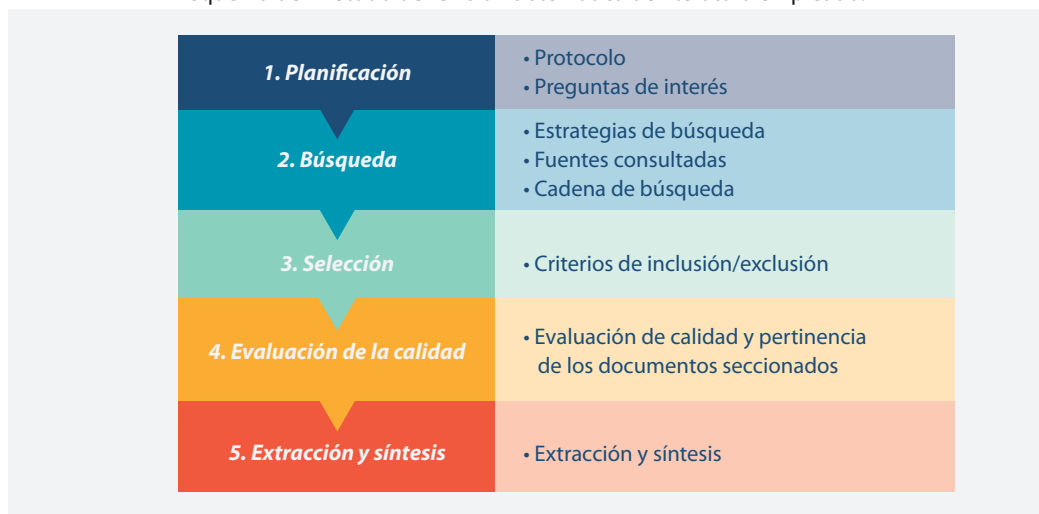 1. Planificación
• Protocolo
• Preguntas de interés
2. Búsqueda
• Estrategias de búsqueda
• Fuentes consultadas
• Cadena de búsqueda
3. Selección
• Criterios de inclusión/exclusión
4. Evaluación de la calidad
• Evaluación de calidad y pertinencia
de los documentos seccionados
5. Extracción y síntesis
• Extracción y síntesis